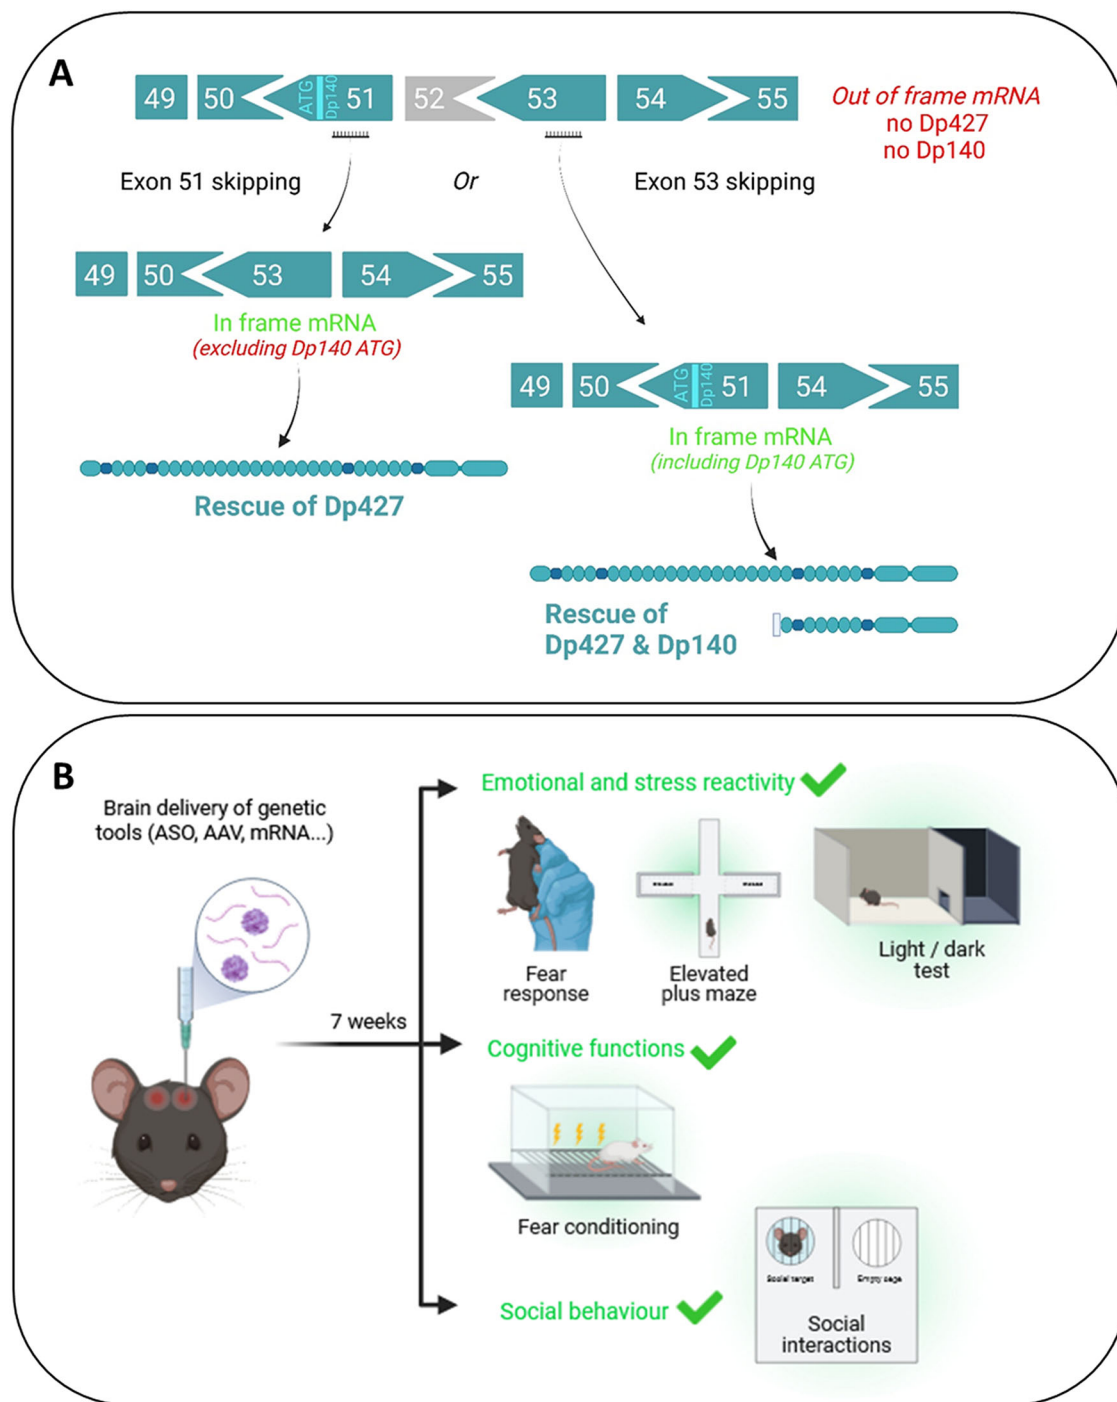 A
49 50 ATG Dp140 51 52 53 54 55
Out of frame mRNA
no Dp427
no Dp140
Exon 51 skipping
Or
Exon 53 skipping
49 50 53 54 55
In frame mRNA
(excluding Dp140 ATG)
49 50 ATG Dp140 51 54 55
In frame mRNA
(including Dp140 ATG)
Rescue of Dp427
Rescue of
Dp427 & Dp140
B
Brain delivery of genetic
tools (ASO, AAV, mRNA...)
7 weeks
Emotional and stress reactivity
Fear
response
Elevated
plus maze
Light / dark
test
Cognitive functions
Fear conditioning
Social behaviour
Social target
Empty cage
Social
interactions